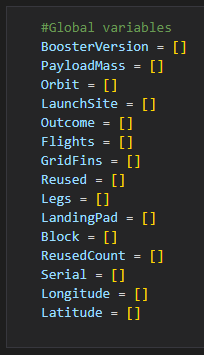 #Global variables
BoosterVersion = []
PayloadMass = []
Orbit = []
LaunchSite = []
Outcome = []
Flights = []
GridFins = []
Reused = []
Legs = []
LandingPad = []
Block = []
ReusedCount = []
Serial = []
Longitude = []
Latitude = []